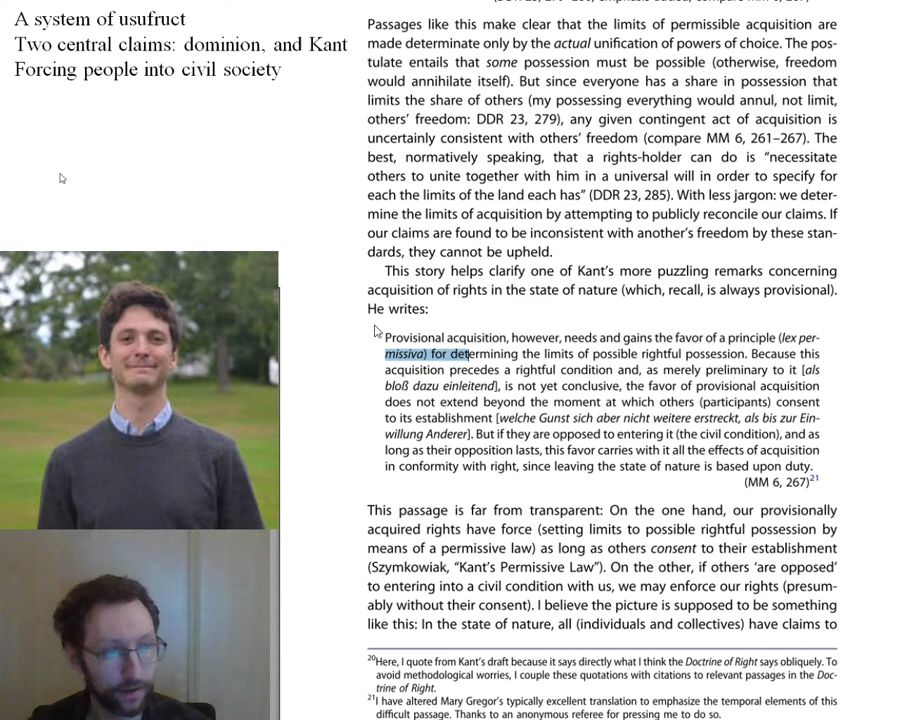 A system of usufruct
Two central claims: dominion, and Kant
Forcing people into civil society
Passages like this make clear that the limits of permissible acquisition are
made determinate only by the actual unification of powers of choice. The pos-
tulate entails that some possession must be possible (otherwise, freedom
would annihilate itself). But since everyone has a share in possession that
limits the share of others (my possessing everything would annul, not limit,
others’ freedom: DDR 23, 279), any given contingent act of acquisition is
uncertainly consistent with others’ freedom (compare MM 6, 261–267). The
best, normatively speaking, that a rights-holder can do is “necessitate
others to unite together with him in a universal will in order to specify for
each the limits of the land each has” (DDR 23, 285). With less jargon: we deter-
mine the limits of acquisition by attempting to publicly reconcile our claims. If
our claims are found to be inconsistent with another’s freedom by these stan-
dards, they cannot be upheld.
This story helps clarify one of Kant’s more puzzling remarks concerning
acquisition of rights in the state of nature (which, recall, is always provisional).
He writes:
Provisional acquisition, however, needs and gains the favor of a principle (lex per-
missiva) for determining the limits of possible rightful possession. Because this
acquisition precedes a rightful condition and, as merely preliminary to it [als
bloß dazu einleitend], is not yet conclusive, the favor of provisional acquisition
does not extend beyond the moment at which others (participants) consent
to its establishment [welche Gunst sich aber nicht weitere erstreckt, als bis zur Ein-
willung Anderer]. But if they are opposed to entering it (the civil condition), and as
long as their opposition lasts, this favor carries with it all the effects of acquisition
in conformity with right, since leaving the state of nature is based upon duty.
(MM 6, 267)21
This passage is far from transparent: On the one hand, our provisionally
acquired rights have force (setting limits to possible rightful possession by
means of a permissive law) as long as others consent to their establishment
(Szymkowiak, “Kant’s Permissive Law”). On the other, if others ‘are opposed’
to entering into a civil condition with us, we may enforce our rights (presum-
ably without their consent). I believe the picture is supposed to be something
like this: In the state of nature, all (individuals and collectives) have claims to
20Here, I quote from Kant’s draft because it says directly what I think the Doctrine of Right says obliquely. To
avoid methodological worries, I couple these quotations with citations to relevant passages in the Doc-
trine of Right.
21I have altered Mary Gregor’s typically excellent translation to emphasize the temporal elements of this
difficult passage. Thanks to an anonymous referee for pressing me to do so.